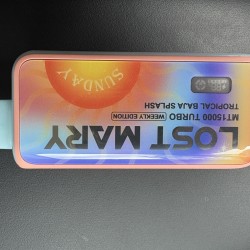 LOST MARY
MT15000 TURBO WEEKLY EDITION
TROPICAL BAJA SPLASH
SUNDAY